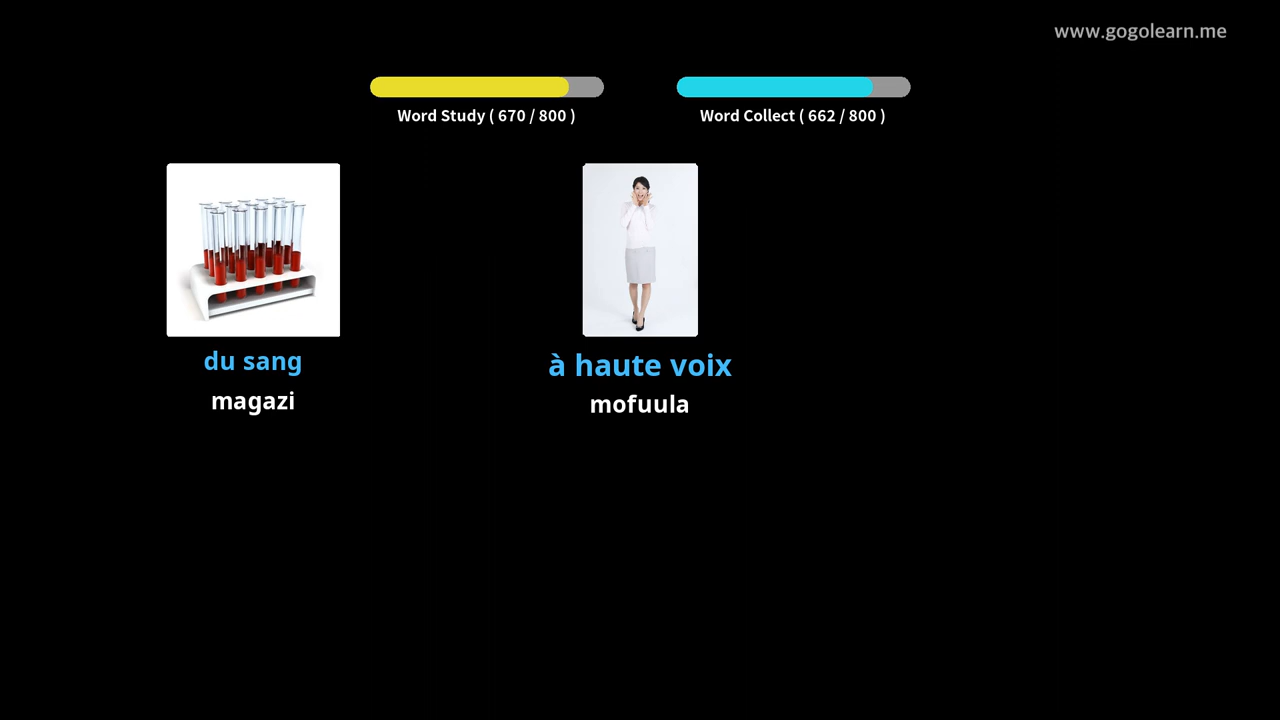 www.gogolearn.me
Word Study ( 670 / 800 )
Word Collect ( 662 / 800 )
du sang
magazi
à haute voix
mofuula